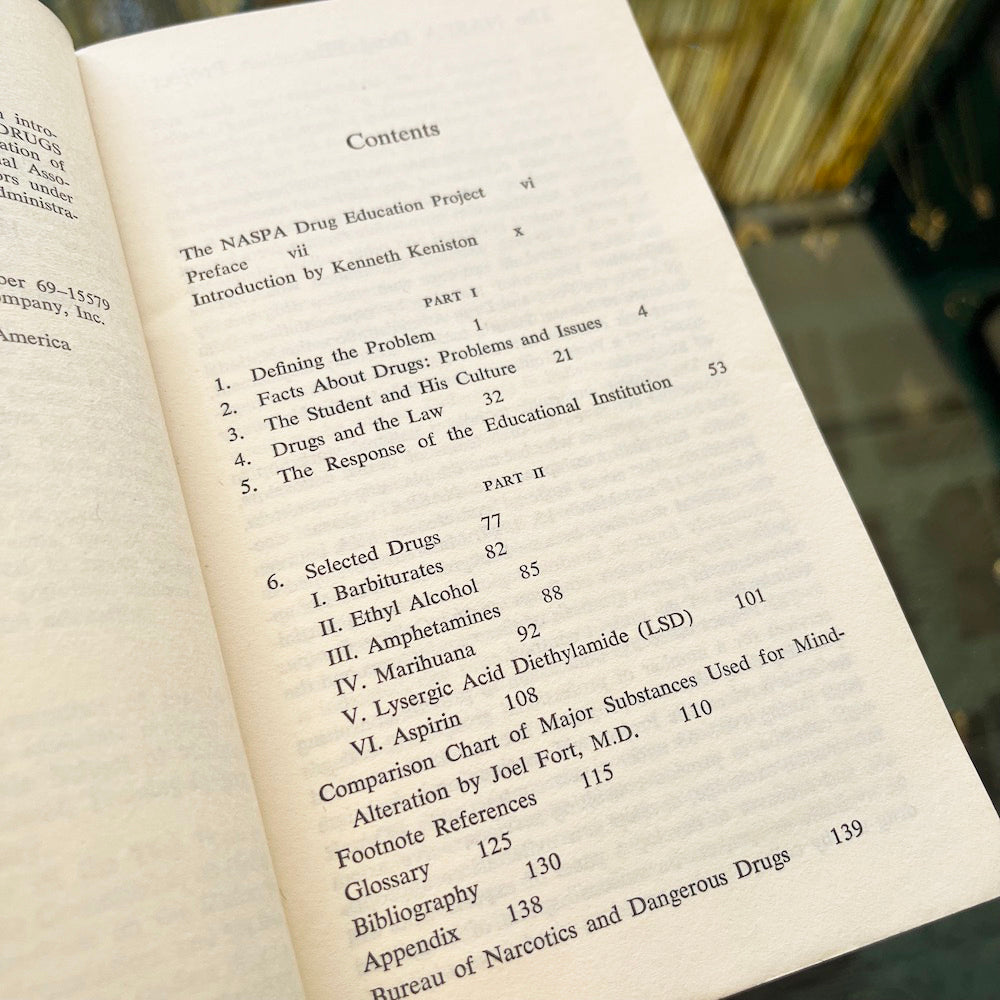 intro-
DRUGS
ation of
al Asso-
ors under
dministra-
ber 69–15579
ompany, Inc.
America
Contents
The NASPA Drug Education Project vi
Preface vii
Introduction by Kenneth Keniston x
PART I
1. Defining the Problem 1
2. Facts About Drugs: Problems and Issues 4
3. The Student and His Culture 21
4. Drugs and the Law 32
5. The Response of the Educational Institution 53
PART II
6. Selected Drugs 77
I. Barbiturates 82
II. Ethyl Alcohol 85
III. Amphetamines 88
IV. Marihuana 92
V. Lysergic Acid Diethylamide (LSD) 101
VI. Aspirin 108
Comparison Chart of Major Substances Used for Mind-
Alteration by Joel Fort, M.D. 110
Footnote References 115
Glossary 125
Bibliography 130
Appendix 138
Bureau of Narcotics and Dangerous Drugs 139